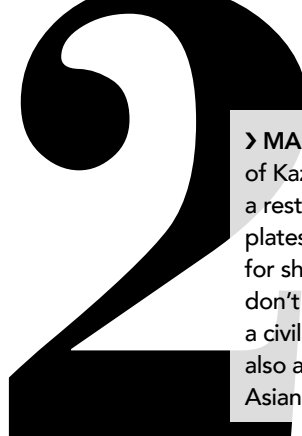 2
› MA
of Kaz
a rest
plates
for sh
don't
a civil
also a
Asian